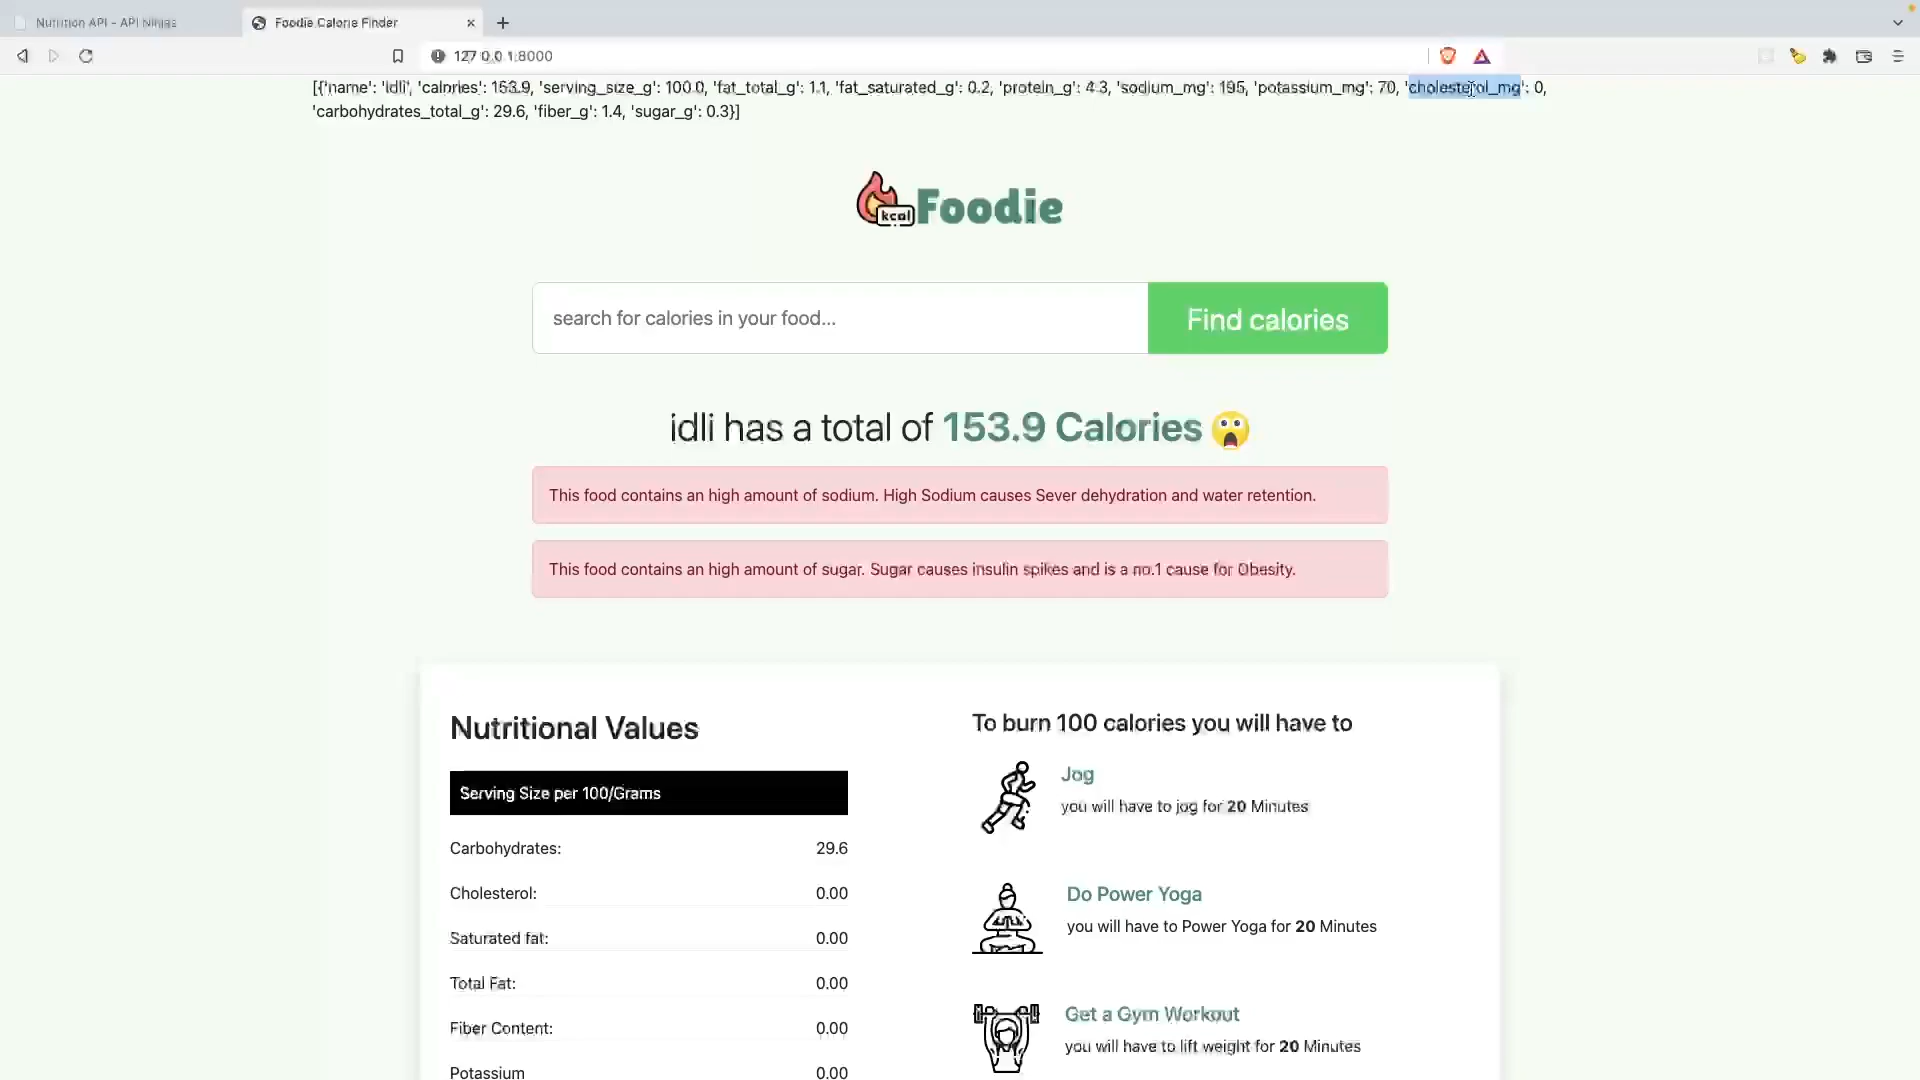 Nutrition API - API Ninjas
Foodie Calorie Finder
127.0.0.1:8000
[{'name': 'idli', 'calories': 153.9, 'serving_size_g': 100.0, 'fat_total_g': 1.1, 'fat_saturated_g': 0.2, 'protein_g': 4.3, 'sodium_mg': 195, 'potassium_mg': 70, 'cholesterol_mg': 0,
'carbohydrates_total_g': 29.6, 'fiber_g': 1.4, 'sugar_g': 0.3}]
kcal Foodie
search for calories in your food...
Find calories
idli has a total of 153.9 Calories 😲
This food contains an high amount of sodium. High Sodium causes Sever dehydration and water retention.
This food contains an high amount of sugar. Sugar causes insulin spikes and is a no.1 cause for Obesity.
Nutritional Values
Serving Size per 100/Grams
Carbohydrates: 29.6
Cholesterol: 0.00
Saturated fat: 0.00
Total Fat: 0.00
Fiber Content: 0.00
Potassium 0.00
To burn 100 calories you will have to
Jog
you will have to jog for 20 Minutes
Do Power Yoga
you will have to Power Yoga for 20 Minutes
Get a Gym Workout
you will have to lift weight for 20 Minutes